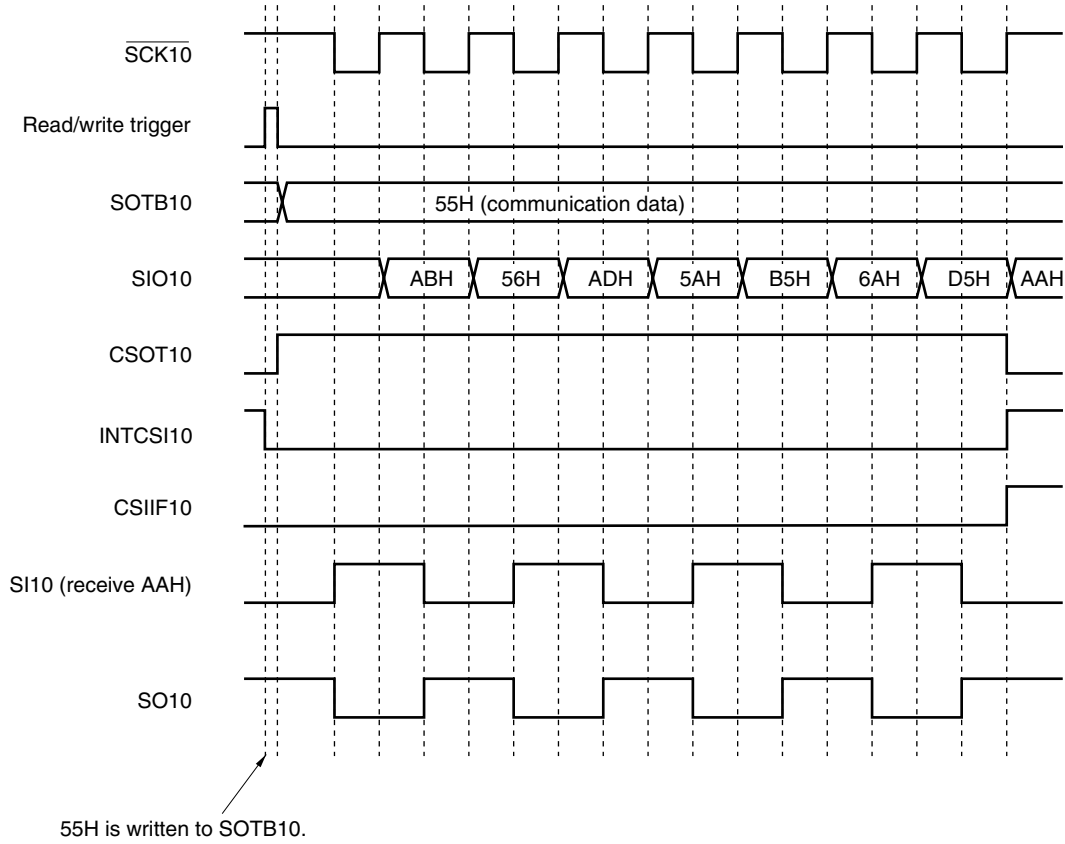 SCK10
Read/write trigger
SOTB10 55H (communication data)
SIO10 ABH 56H ADH 5AH B5H 6AH D5H AAH
CSOT10
INTCSI10
CSIIF10
SI10 (receive AAH)
SO10
55H is written to SOTB10.